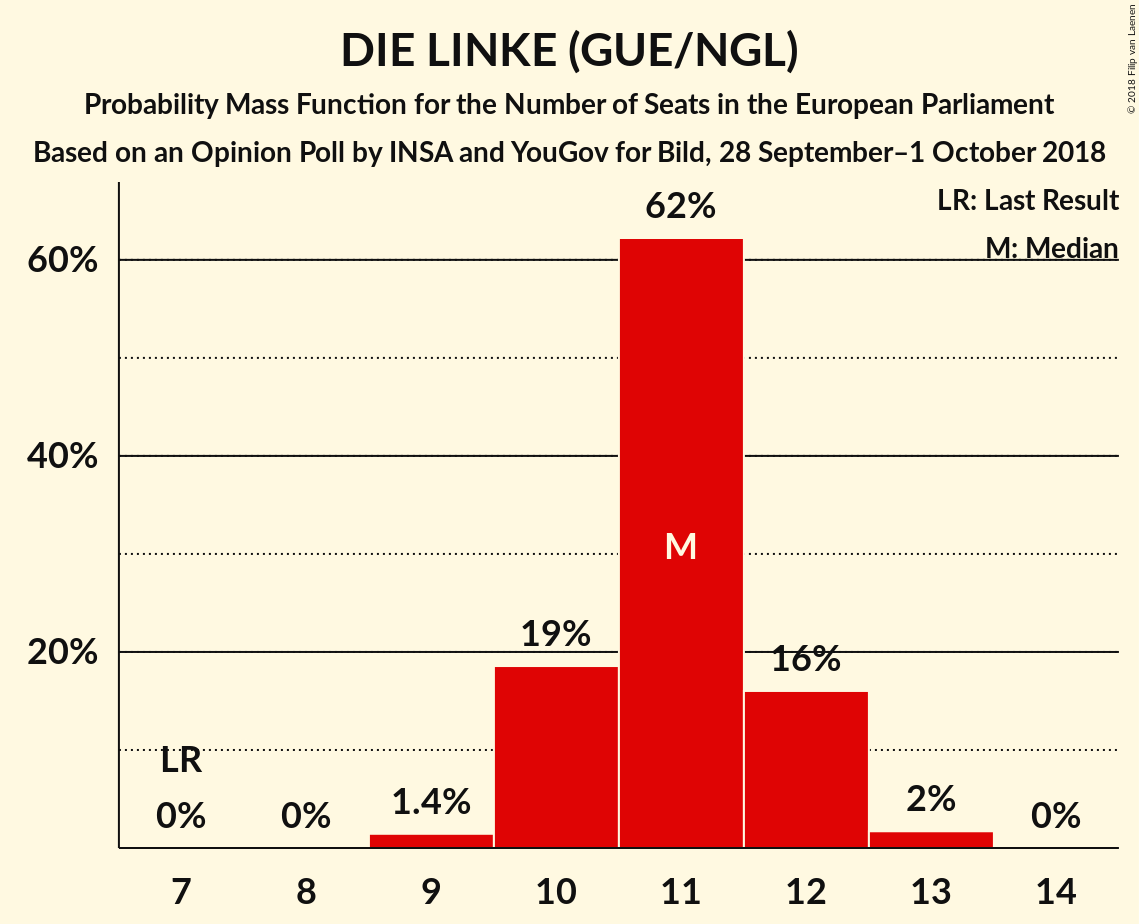 DIE LINKE (GUE/NGL)
Probability Mass Function for the Number of Seats in the European Parliament
Based on an Opinion Poll by INSA and YouGov for Bild, 28 September–1 October 2018
© 2018 Filip van Laenen
LR: Last Result
M: Median
62%
60%
40%
M
19%
20%
16%
LR
0%
0%
1.4%
2%
0%
7 8 9 10 11 12 13 14